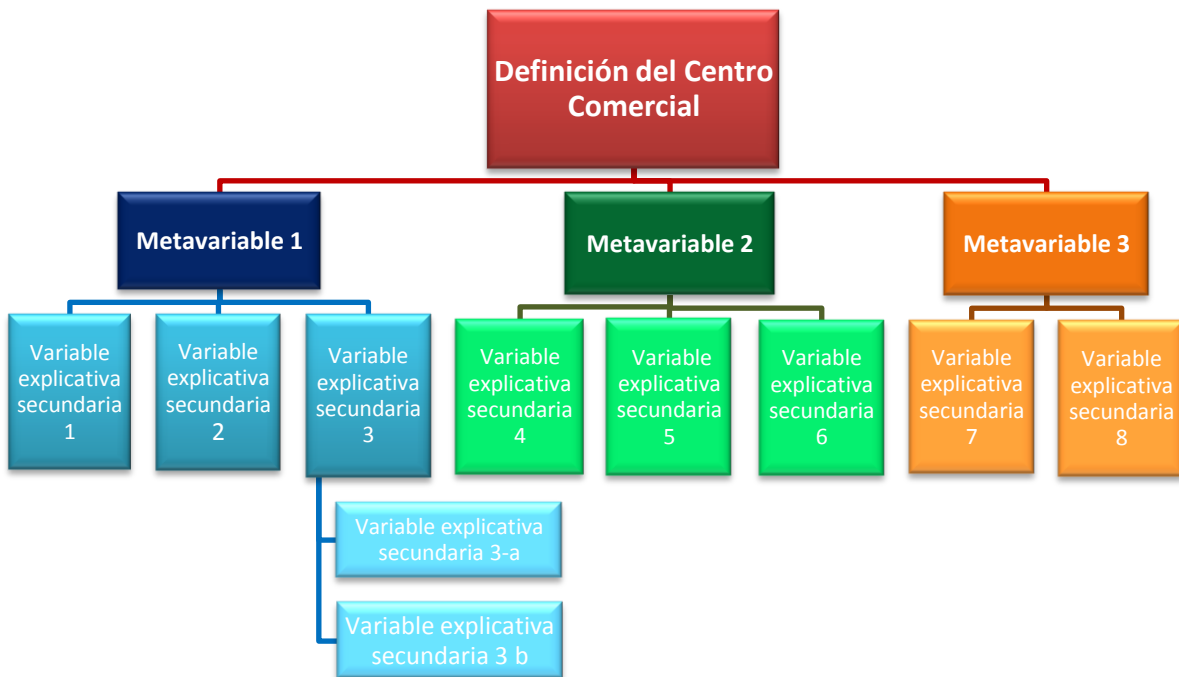 Definición del Centro
Comercial
Metavariable 1
Metavariable 2
Metavariable 3
Variable
explicativa
secundaria
1
Variable
explicativa
secundaria
2
Variable
explicativa
secundaria
3
Variable
explicativa
secundaria
4
Variable
explicativa
secundaria
5
Variable
explicativa
secundaria
6
Variable
explicativa
secundaria
7
Variable
explicativa
secundaria
8
Variable explicativa
secundaria 3-a
Variable explicativa
secundaria 3 b